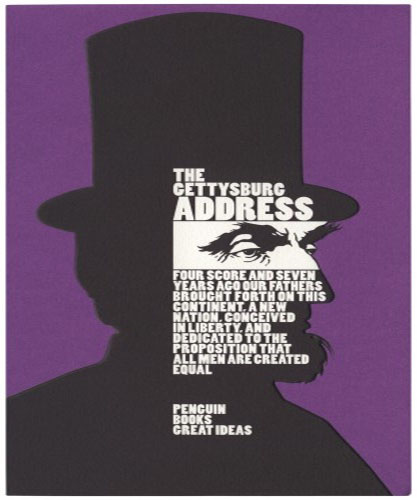 THE
GETTYSBURG
ADDRESS
FOUR SCORE AND SEVEN
YEARS AGO OUR FATHERS
BROUGHT FORTH ON THIS
CONTINENT, A NEW
NATION, CONCEIVED
IN LIBERTY, AND
DEDICATED TO THE
PROPOSITION THAT
ALL MEN ARE CREATED
EQUAL
PENGUIN
BOOKS
GREAT IDEAS